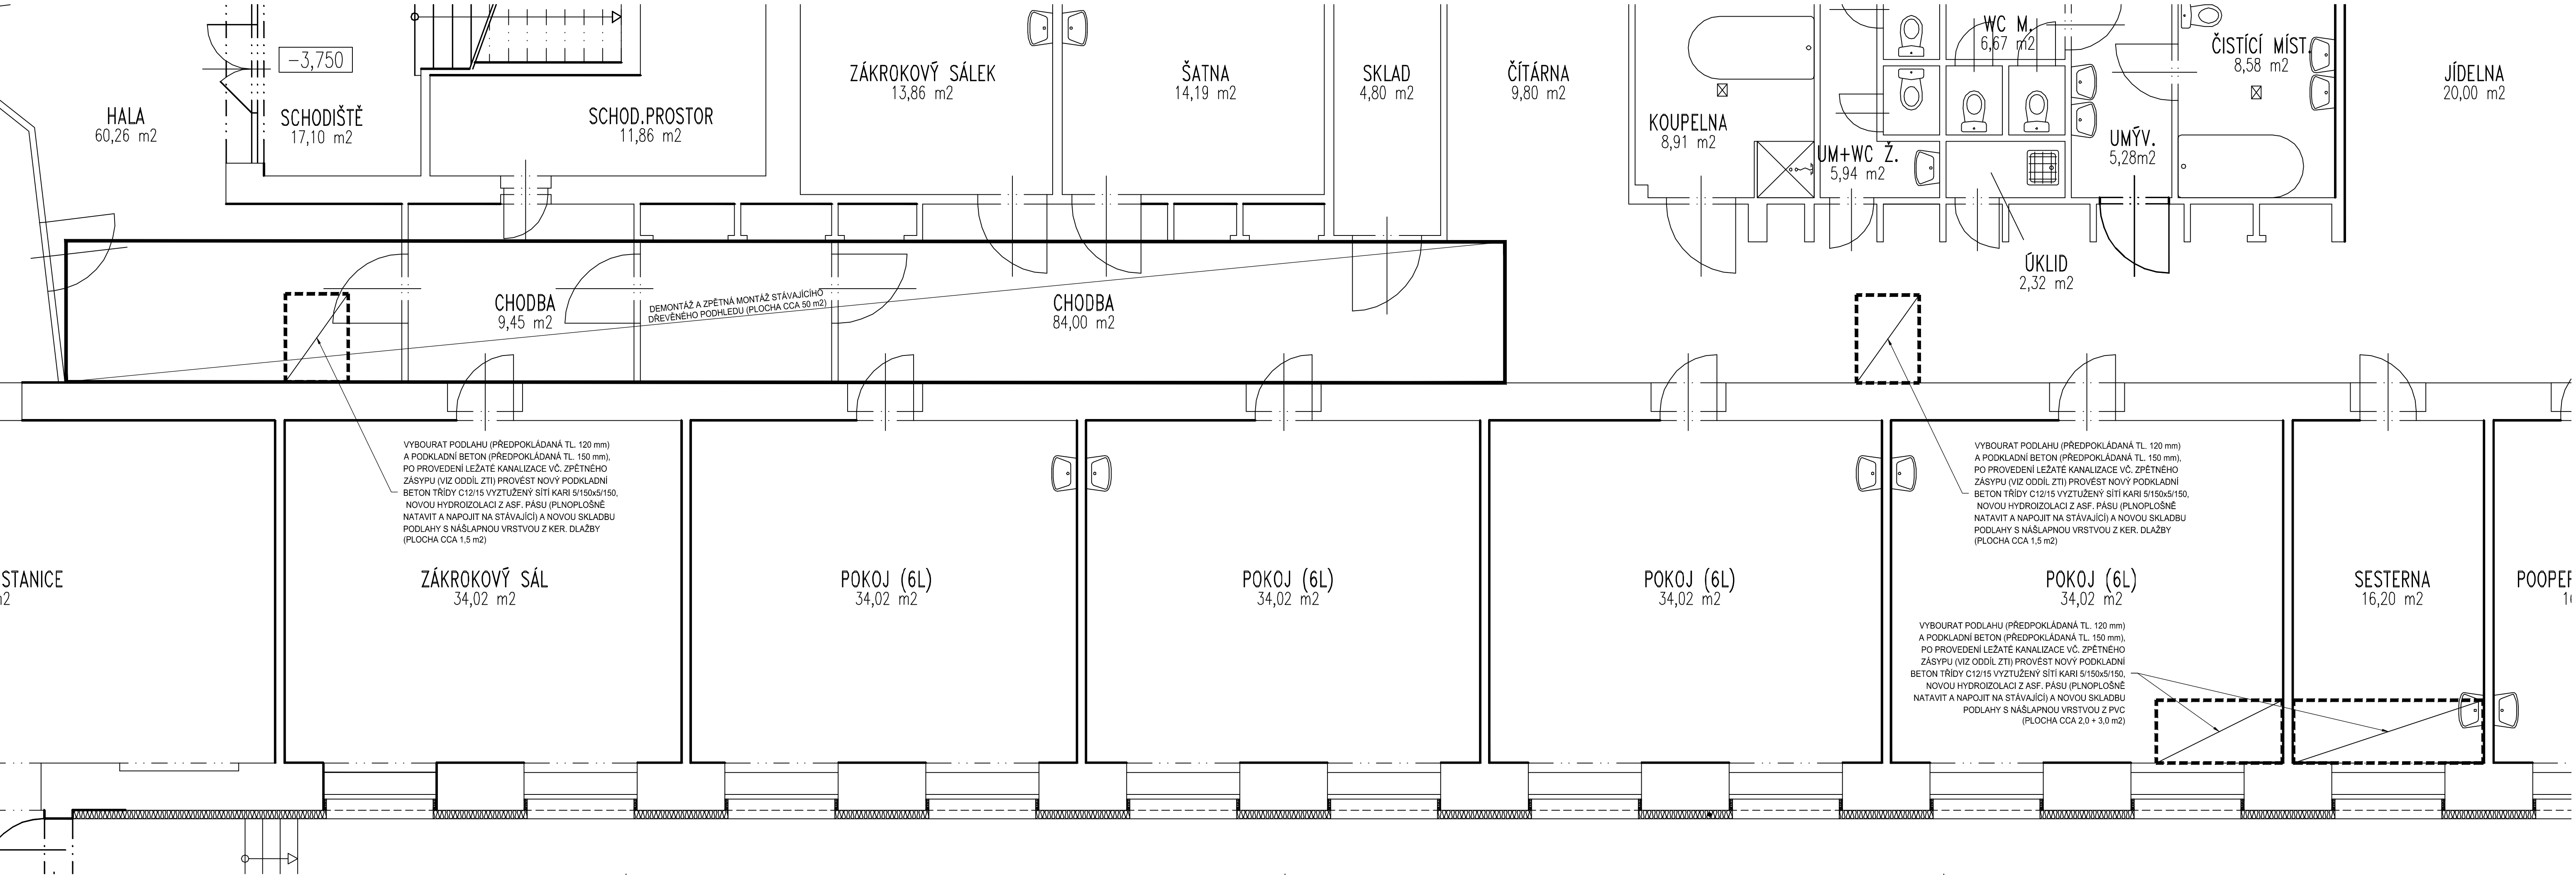 -3,750
HALA
60,26 m2
SCHODIŠTĚ
17,10 m2
SCHOD.PROSTOR
11,86 m2
ZÁKROKOVÝ SÁLEK
13,86 m2
ŠATNA
14,19 m2
SKLAD
4,80 m2
ČÍTÁRNA
9,80 m2
KOUPELNA
8,91 m2
UM+WC Ž.
5,94 m2
WC M.
6,67 m2
UMÝV.
5,28m2
ČISTÍCÍ MÍST.
8,58 m2
JÍDELNA
20,00 m2
ÚKLID
2,32 m2
CHODBA
9,45 m2
DEMONTÁŽ A ZPĚTNÁ MONTÁŽ STÁVAJÍCÍHO
DŘEVĚNÉHO PODHLEDU (PLOCHA CCA 50 m2)
CHODBA
84,00 m2
VYBOURAT PODLAHU (PŘEDPOKLÁDANÁ TL. 120 mm)
A PODKLADNÍ BETON (PŘEDPOKLÁDANÁ TL. 150 mm),
PO PROVEDENÍ LEŽATÉ KANALIZACE VČ. ZPĚTNÉHO
ZÁSYPU (VIZ ODDÍL ZTI) PROVÉST NOVÝ PODKLADNÍ
BETON TŘÍDY C12/15 VYZTUŽENÝ SÍTÍ KARI 5/150x5/150,
NOVOU HYDROIZOLACI Z ASF. PÁSU (PLNOPLOŠNĚ
NATAVIT A NAPOJIT NA STÁVAJÍCÍ) A NOVOU SKLADBU
PODLAHY S NÁŠLAPNOU VRSTVOU Z KER. DLAŽBY
(PLOCHA CCA 1,5 m2)
VYBOURAT PODLAHU (PŘEDPOKLÁDANÁ TL. 120 mm)
A PODKLADNÍ BETON (PŘEDPOKLÁDANÁ TL. 150 mm),
PO PROVEDENÍ LEŽATÉ KANALIZACE VČ. ZPĚTNÉHO
ZÁSYPU (VIZ ODDÍL ZTI) PROVÉST NOVÝ PODKLADNÍ
BETON TŘÍDY C12/15 VYZTUŽENÝ SÍTÍ KARI 5/150x5/150,
NOVOU HYDROIZOLACI Z ASF. PÁSU (PLNOPLOŠNĚ
NATAVIT A NAPOJIT NA STÁVAJÍCÍ) A NOVOU SKLADBU
PODLAHY S NÁŠLAPNOU VRSTVOU Z KER. DLAŽBY
(PLOCHA CCA 1,5 m2)
STANICE
m2
ZÁKROKOVÝ SÁL
34,02 m2
POKOJ (6L)
34,02 m2
POKOJ (6L)
34,02 m2
POKOJ (6L)
34,02 m2
POKOJ (6L)
34,02 m2
SESTERNA
16,20 m2
POOPER
VYBOURAT PODLAHU (PŘEDPOKLÁDANÁ TL. 120 mm)
A PODKLADNÍ BETON (PŘEDPOKLÁDANÁ TL. 150 mm),
PO PROVEDENÍ LEŽATÉ KANALIZACE VČ. ZPĚTNÉHO
ZÁSYPU (VIZ ODDÍL ZTI) PROVÉST NOVÝ PODKLADNÍ
BETON TŘÍDY C12/15 VYZTUŽENÝ SÍTÍ KARI 5/150x5/150,
NOVOU HYDROIZOLACI Z ASF. PÁSU (PLNOPLOŠNĚ
NATAVIT A NAPOJIT NA STÁVAJÍCÍ) A NOVOU SKLADBU
PODLAHY S NÁŠLAPNOU VRSTVOU Z PVC
(PLOCHA CCA 2,0 + 3,0 m2)